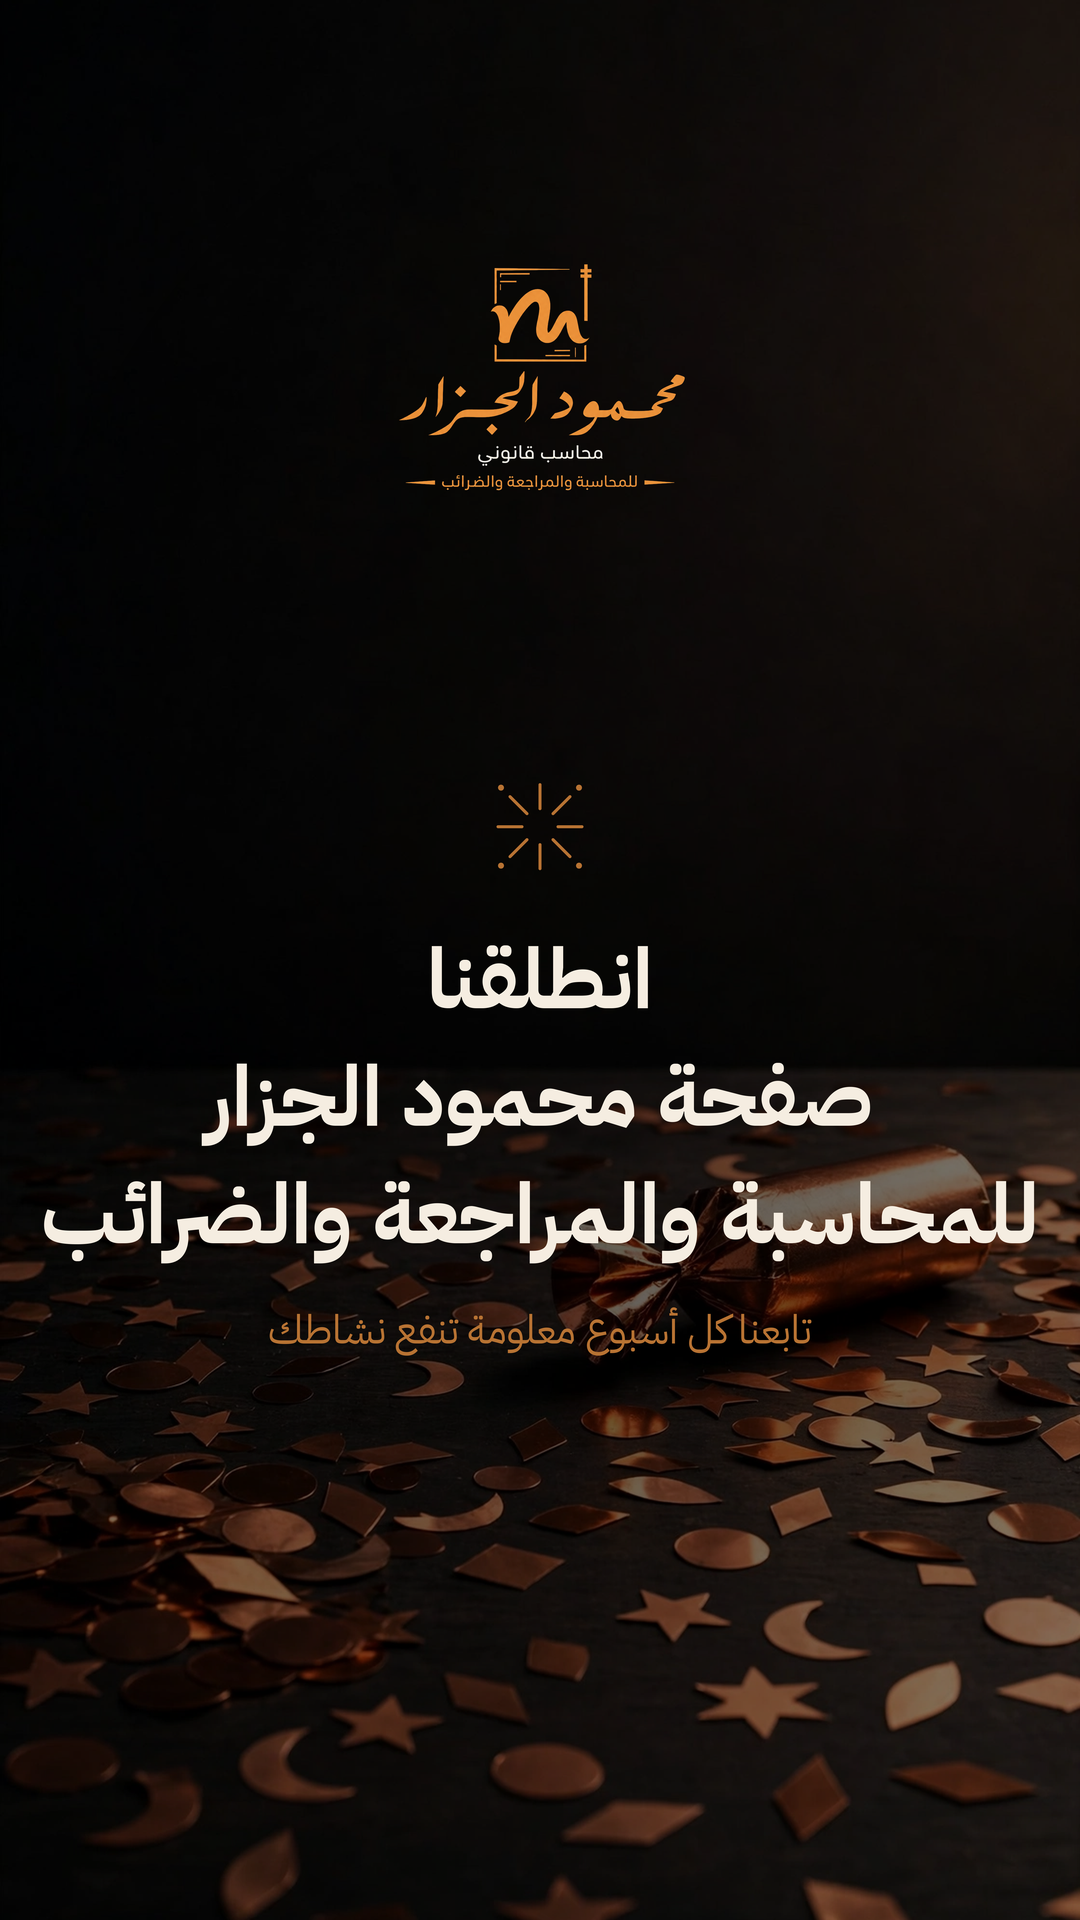 محمود الجزار
محاسب قانوني
للمحاسبة والمراجعة والضرائب
انطلقنا
صفحة محمود الجزار
للمحاسبة والمراجعة والضرائب
تابعنا كل أسبوع معلومة تنفع نشاطك